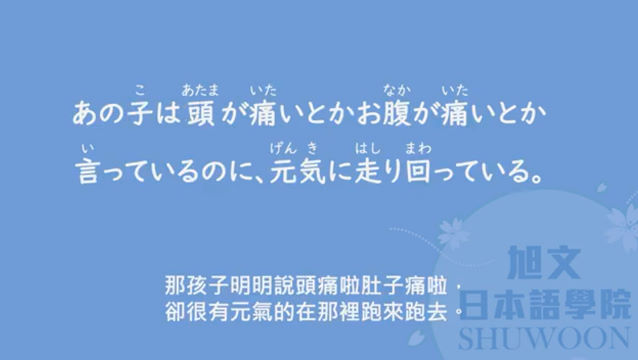 こ あたま いた なか いた
あの子は頭が痛いとかお腹が痛いとか
い げん き はし まわ
言っているのに、元気に走り回っている。
那孩子明明說頭痛啦肚子痛啦，
卻很有元氣的在那裡跑來跑去。
旭文
日本語學院
SHUWOON